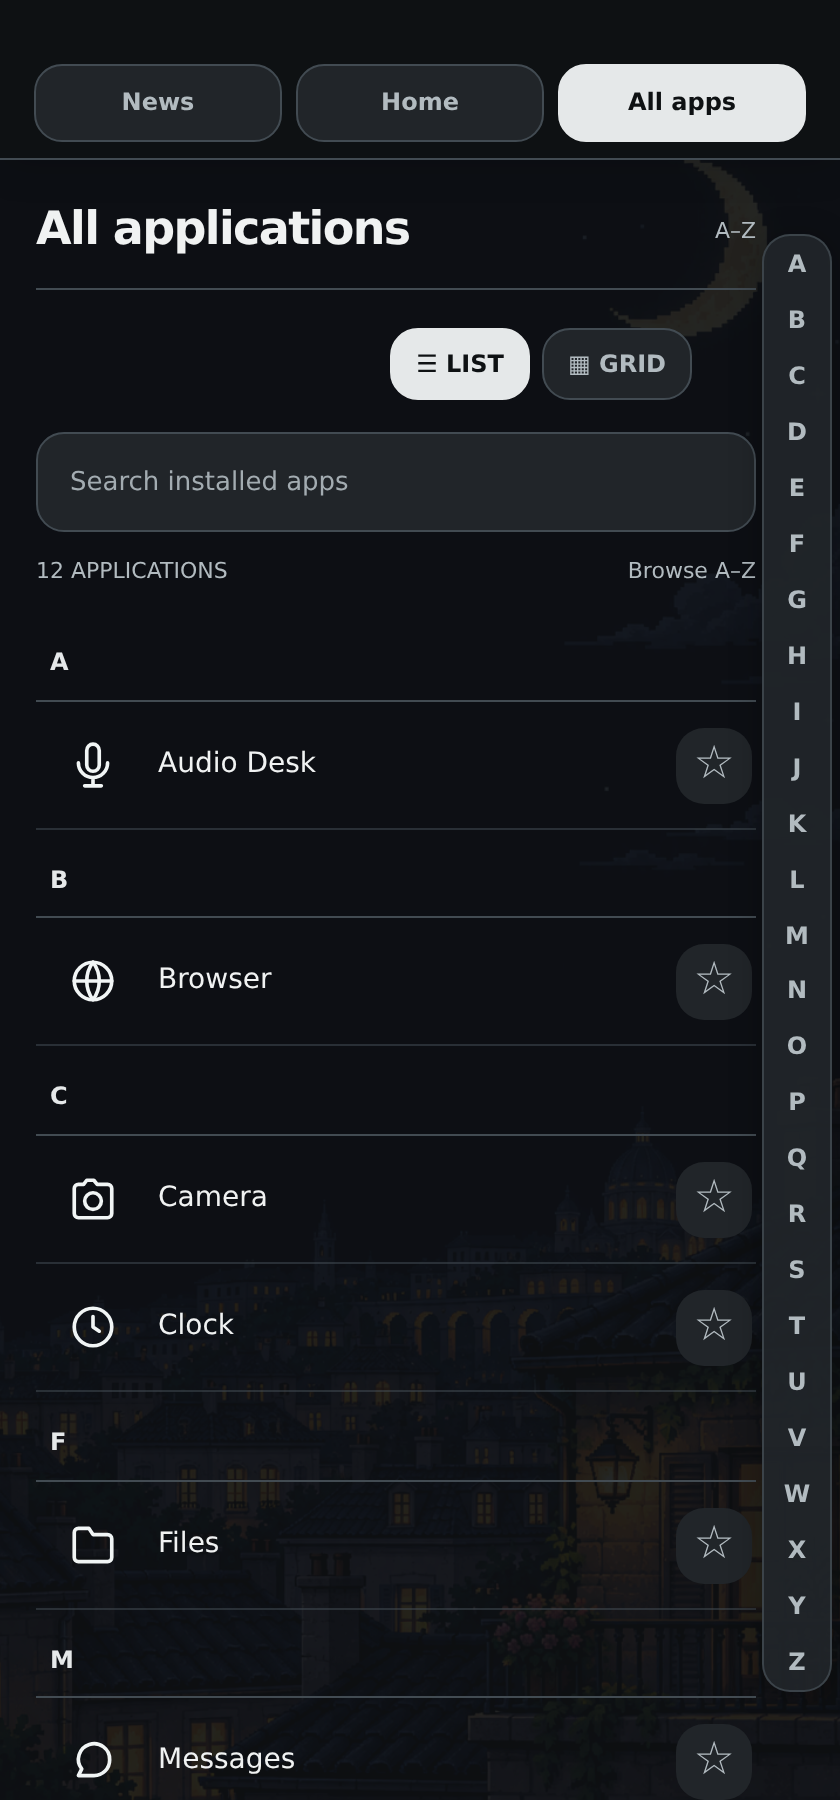 News Home All apps
All applications A–Z
☰ LIST ▦ GRID
Search installed apps
12 APPLICATIONS Browse A–Z
A
Audio Desk ☆
B
Browser ☆
C
Camera ☆
Clock ☆
F
Files ☆
M
Messages ☆
A
B
C
D
E
F
G
H
I
J
K
L
M
N
O
P
Q
R
S
T
U
V
W
X
Y
Z